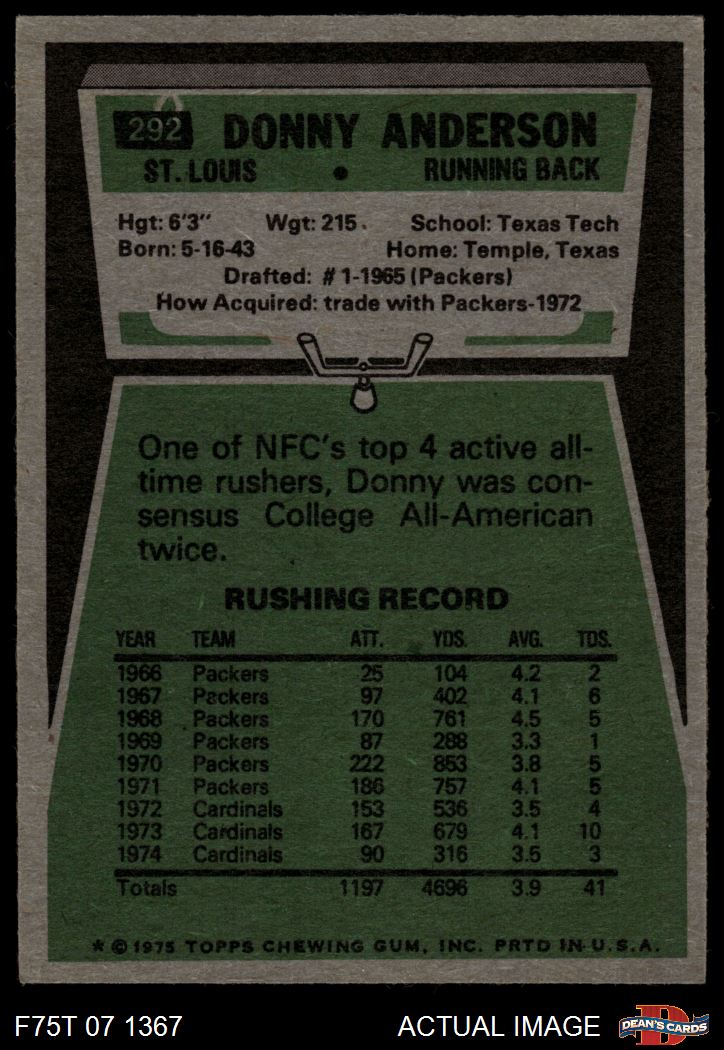 292 DONNY ANDERSON
ST. LOUIS • RUNNING BACK
Hgt: 6'3" Wgt: 215 School: Texas Tech
Born: 5-16-43 Home: Temple, Texas
Drafted: #1-1965 (Packers)
How Acquired: trade with Packers-1972
One of NFC's top 4 active all-
time rushers, Donny was con-
sensus College All-American
twice.
RUSHING RECORD
YEAR TEAM ATT. YDS. AVG. TDS.
1966 Packers 25 104 4.2 2
1967 Packers 97 402 4.1 6
1968 Packers 170 761 4.5 5
1969 Packers 87 288 3.3 1
1970 Packers 222 853 3.8 5
1971 Packers 186 757 4.1 5
1972 Cardinals 153 536 3.5 4
1973 Cardinals 167 679 4.1 10
1974 Cardinals 90 316 3.5 3
Totals 1197 4696 3.9 41
* © 1975 TOPPS CHEWING GUM, INC. PRTD IN U.S.A.
F75T 07 1367 ACTUAL IMAGE D DEAN'S CARDS